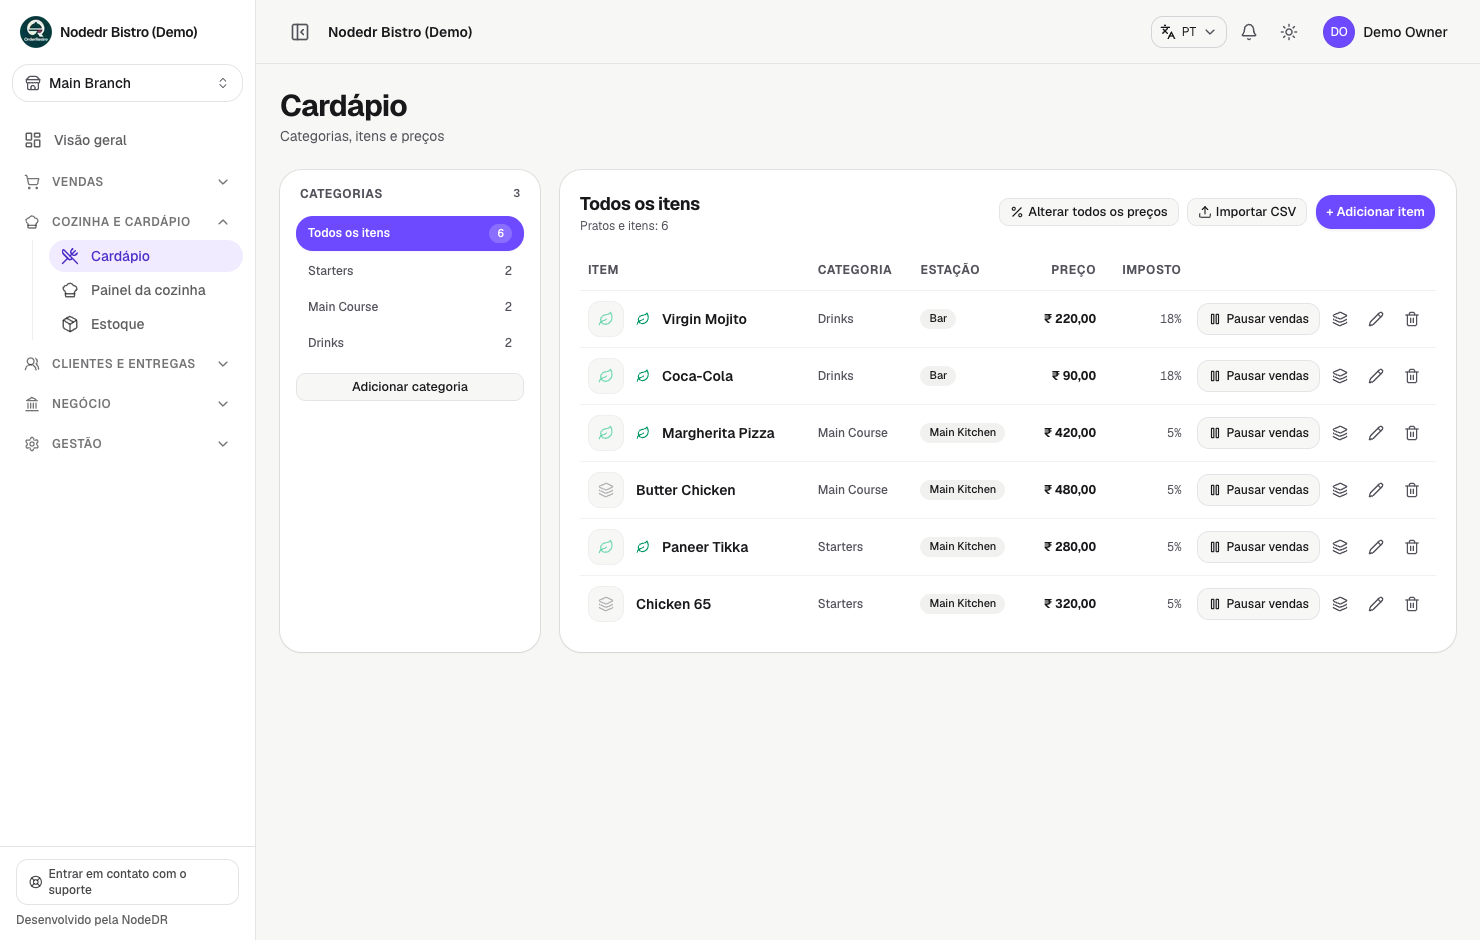 Nodedr Bistro (Demo)
Main Branch
Visão geral
VENDAS
COZINHA E CARDÁPIO
Cardápio
Painel da cozinha
Estoque
CLIENTES E ENTREGAS
NEGÓCIO
GESTÃO
Entrar em contato com o
suporte
Desenvolvido pela NodeDR
Nodedr Bistro (Demo)
PT
DO
Demo Owner
Cardápio
Categorias, itens e preços
CATEGORIAS 3
Todos os itens 6
Starters 2
Main Course 2
Drinks 2
Adicionar categoria
Todos os itens
Pratos e itens: 6
Alterar todos os preços
Importar CSV
+ Adicionar item
ITEM CATEGORIA ESTAÇÃO PREÇO IMPOSTO
Virgin Mojito Drinks Bar ₹ 220,00 18% Pausar vendas
Coca-Cola Drinks Bar ₹ 90,00 18% Pausar vendas
Margherita Pizza Main Course Main Kitchen ₹ 420,00 5% Pausar vendas
Butter Chicken Main Course Main Kitchen ₹ 480,00 5% Pausar vendas
Paneer Tikka Starters Main Kitchen ₹ 280,00 5% Pausar vendas
Chicken 65 Starters Main Kitchen ₹ 320,00 5% Pausar vendas